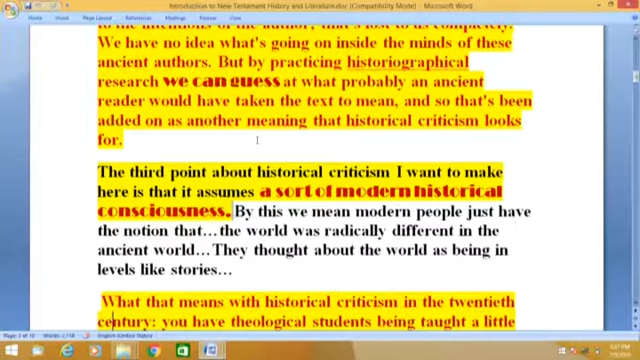 Introduction to New Testament History and Literature.doc [Compatibility Mode] - Microsoft Word
Home Insert Page Layout References Mailings Review View
We have no idea what's going on inside the minds of these
ancient authors. But by practicing historiographical
research we can guess at what probably an ancient
reader would have taken the text to mean, and so that's been
added on as another meaning that historical criticism looks
for.
The third point about historical criticism I want to make
here is that it assumes a sort of modern historical
consciousness. By this we mean modern people just have
the notion that…the world was radically different in the
ancient world…They thought about the world as being in
levels like stories…
What that means with historical criticism in the twentieth
century: you have theological students being taught a little
English (United States)